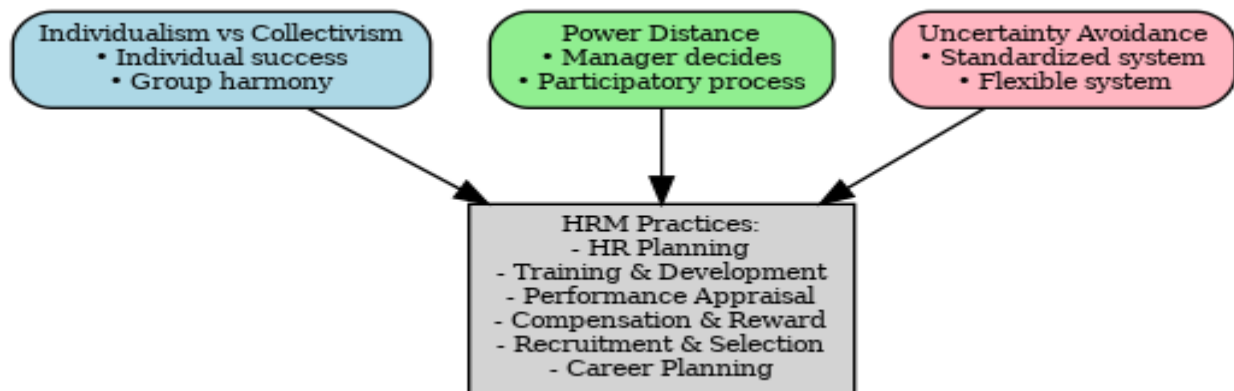 Individualism vs Collectivism
• Individual success
• Group harmony
Power Distance
• Manager decides
• Participatory process
Uncertainty Avoidance
• Standardized system
• Flexible system
HRM Practices:
- HR Planning
- Training & Development
- Performance Appraisal
- Compensation & Reward
- Recruitment & Selection
- Career Planning